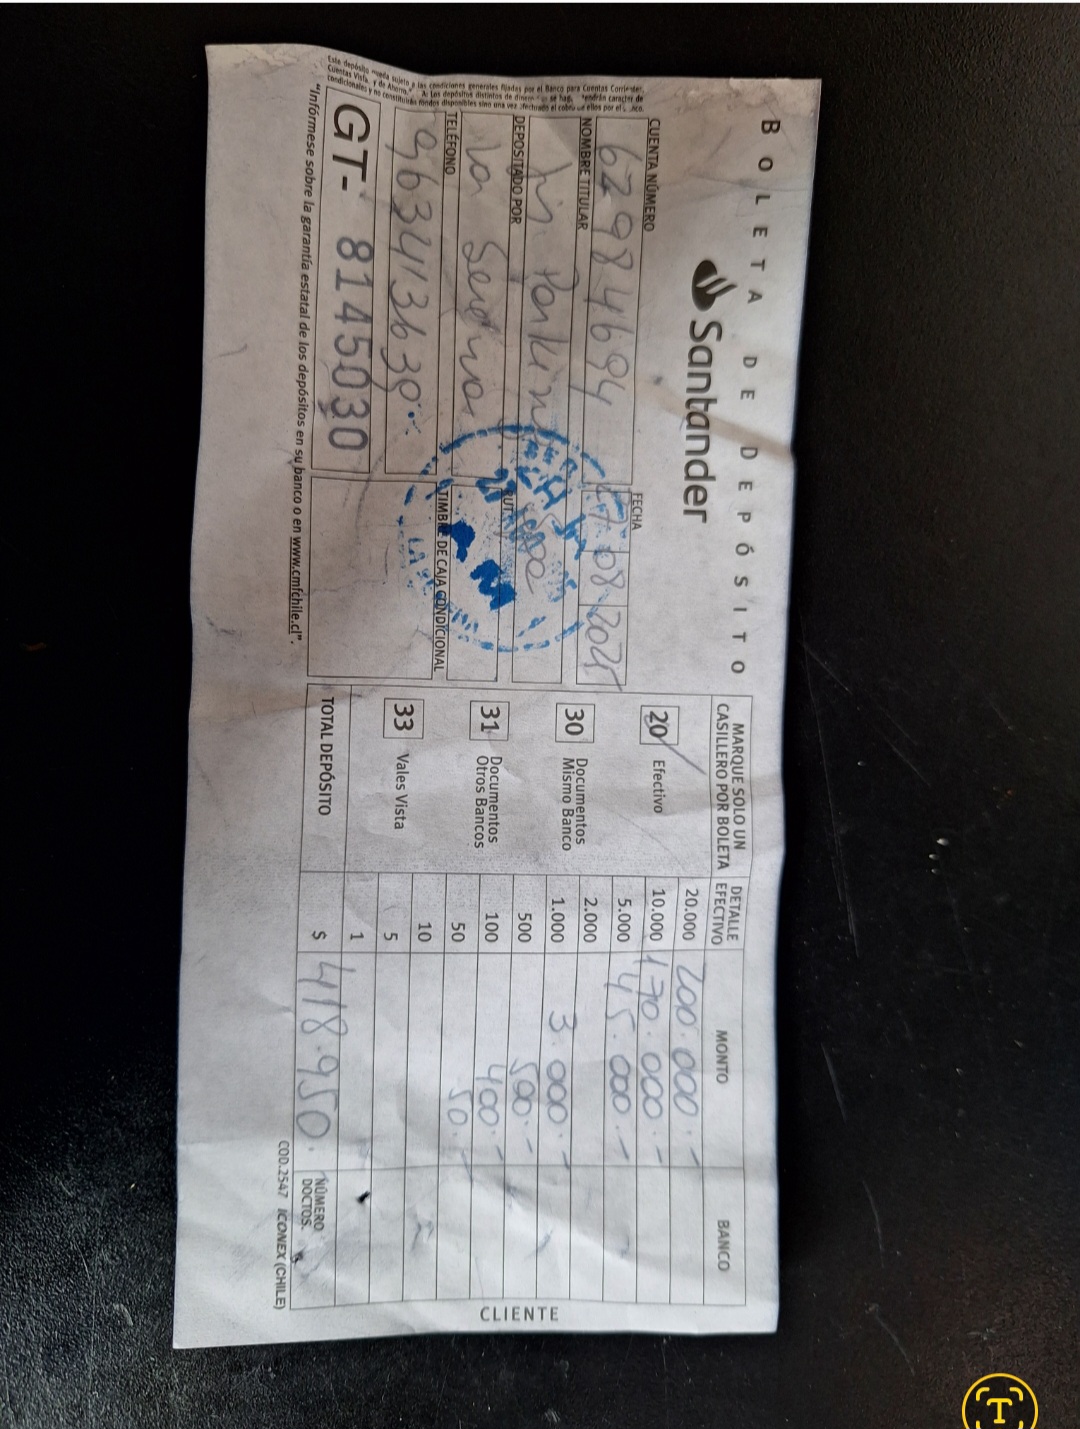 BOLETA DE DEPÓSITO
Santander
CUENTA NÚMERO
FECHA
62984694
17 08 2025
NOMBRE TITULAR
DEPOSITADO POR
RUT
La Serena
TELÉFONO
TIMBRE DE CAJA CONDICIONAL
GT- 8145030
"Infórmese sobre la garantía estatal de los depósitos en su banco o en www.cmfchile.cl".
MARQUE SOLO UN
CASILLERO POR BOLETA
20 Efectivo
30 Documentos
Mismo Banco
31 Documentos
Otros Bancos
33 Vales Vista
DETALLE
EFECTIVO
MONTO
BANCO
20.000 200.000.-
10.000 170.000.-
5.000 45.000.-
2.000
1.000 3.000.-
500 500.-
100 400.-
50 50.-
10
5
1
TOTAL DEPÓSITO $ 418.950.
NÚMERO
DOCTOS.
COD.2547 ICONEX (CHILE)
CLIENTE